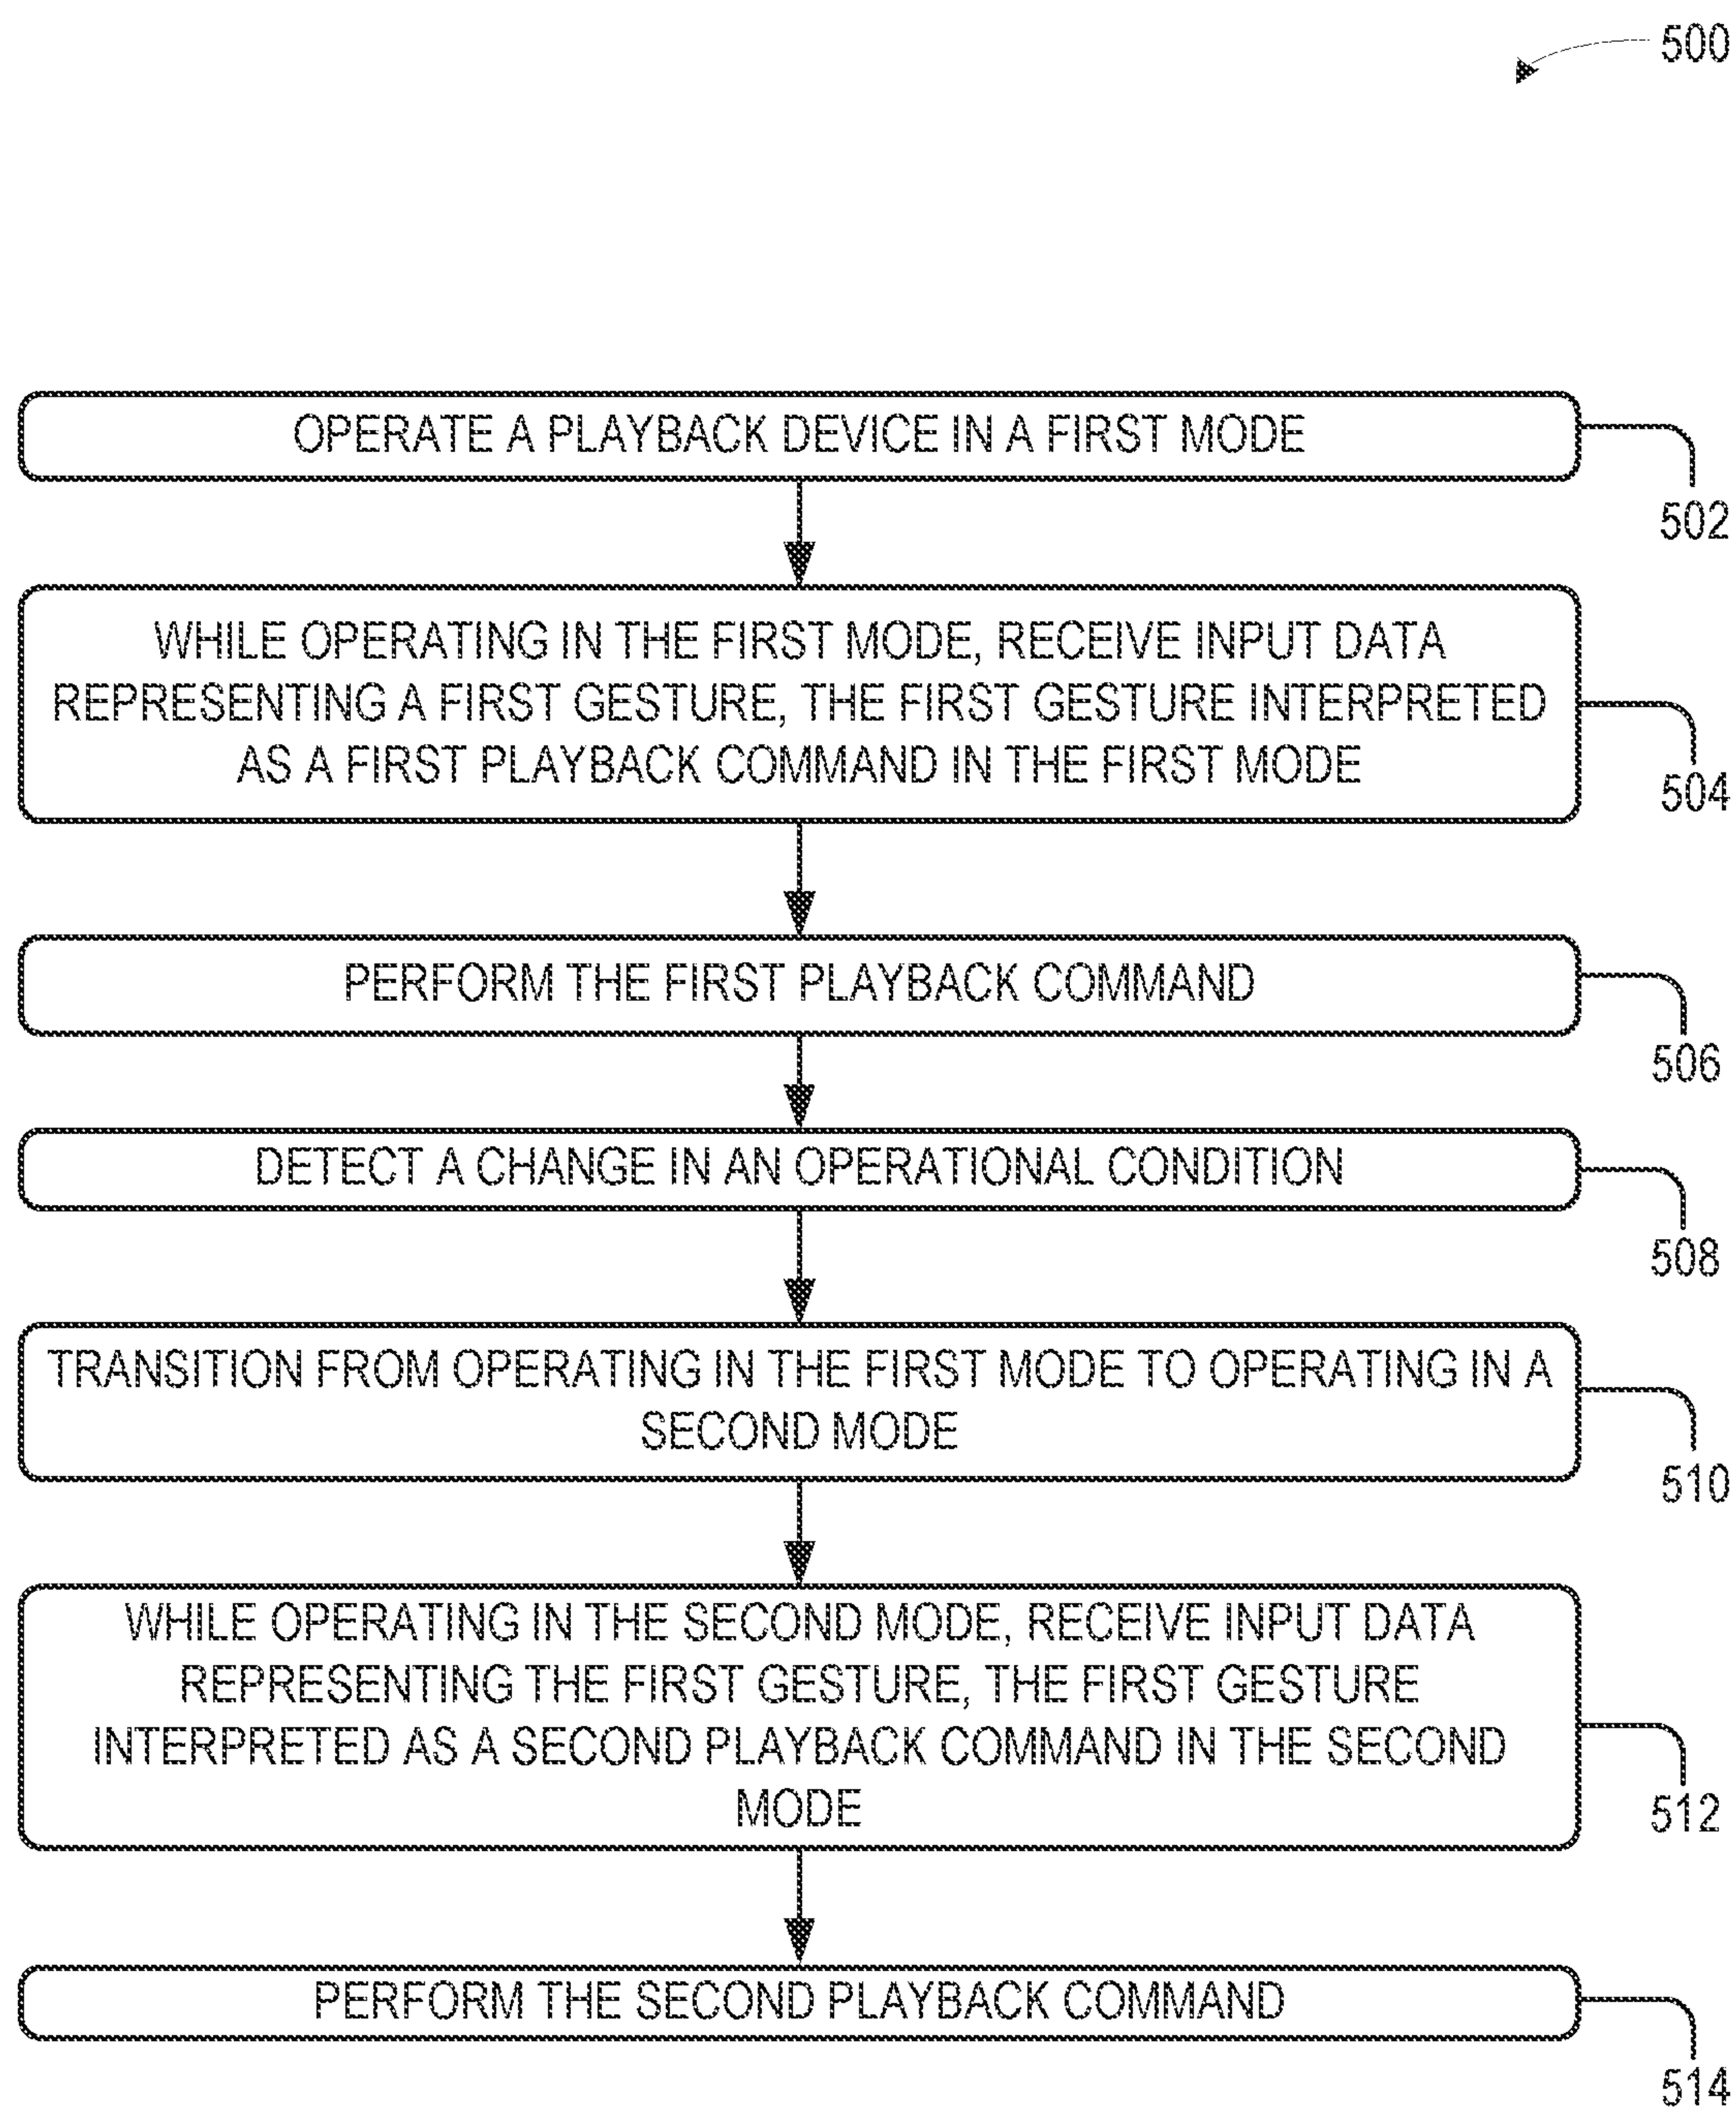 500
OPERATE A PLAYBACK DEVICE IN A FIRST MODE
502
WHILE OPERATING IN THE FIRST MODE, RECEIVE INPUT DATA
REPRESENTING A FIRST GESTURE, THE FIRST GESTURE INTERPRETED
AS A FIRST PLAYBACK COMMAND IN THE FIRST MODE
504
PERFORM THE FIRST PLAYBACK COMMAND
506
DETECT A CHANGE IN AN OPERATIONAL CONDITION
508
TRANSITION FROM OPERATING IN THE FIRST MODE TO OPERATING IN A
SECOND MODE
510
WHILE OPERATING IN THE SECOND MODE, RECEIVE INPUT DATA
REPRESENTING THE FIRST GESTURE, THE FIRST GESTURE
INTERPRETED AS A SECOND PLAYBACK COMMAND IN THE SECOND
MODE
512
PERFORM THE SECOND PLAYBACK COMMAND
514